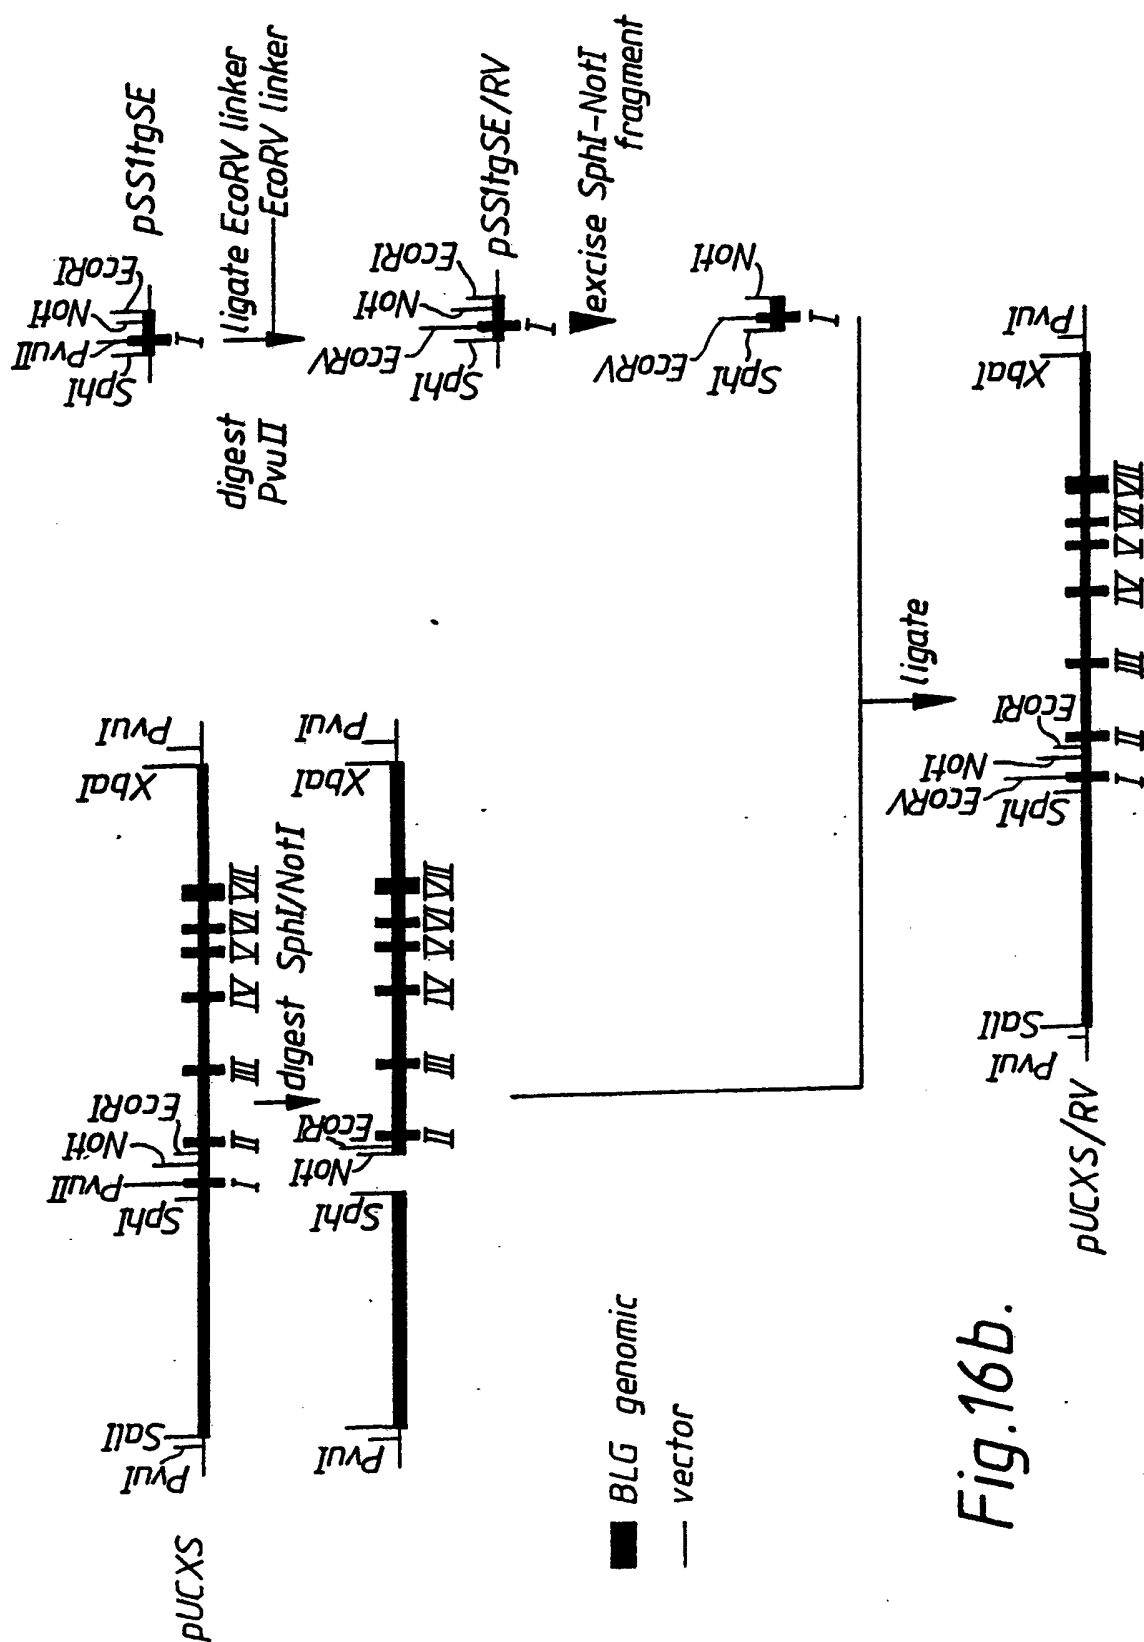 pUCXS
PvuI
SalI
SphI
PvuII
NotI
EcoRI
XbaI
PvuI
I
II
III
IV
V
VI
VII
digest SphI/NotI
PvuI
SphI
NotI
EcoRI
XbaI
PvuI
II
III
IV
V
VI
VII
SphI
PvuII
NotI
EcoRI
pSS1tgSE
I
digest
PvuII
ligate EcoRV linker
EcoRV linker
SphI
EcoRV
NotI
EcoRI
pSS1tgSE/RV
I
excise SphI-NotI
fragment
SphI
EcoRV
NotI
I
BLG genomic
vector
ligate
pUCXS/RV
PvuI
SalI
SphI
EcoRV
NotI
EcoRI
XbaI
PvuI
I
II
III
IV
V
VI
VII
Fig.16b.